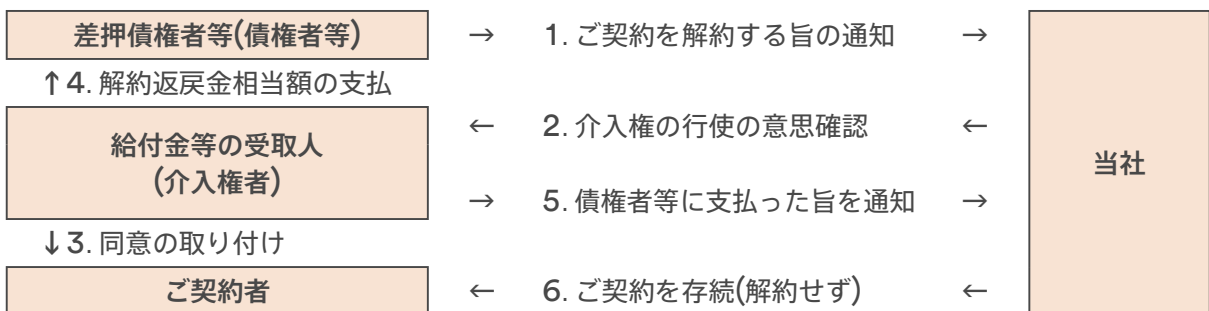 差押債権者等(債権者等) → 1. ご契約を解約する旨の通知 →
↑4. 解約返戻金相当額の支払
給付金等の受取人
(介入権者)
← 2. 介入権の行使の意思確認 ←
当社
→ 5. 債権者等に支払った旨を通知 →
↓3. 同意の取り付け
ご契約者 ← 6. ご契約を存続(解約せず) ←